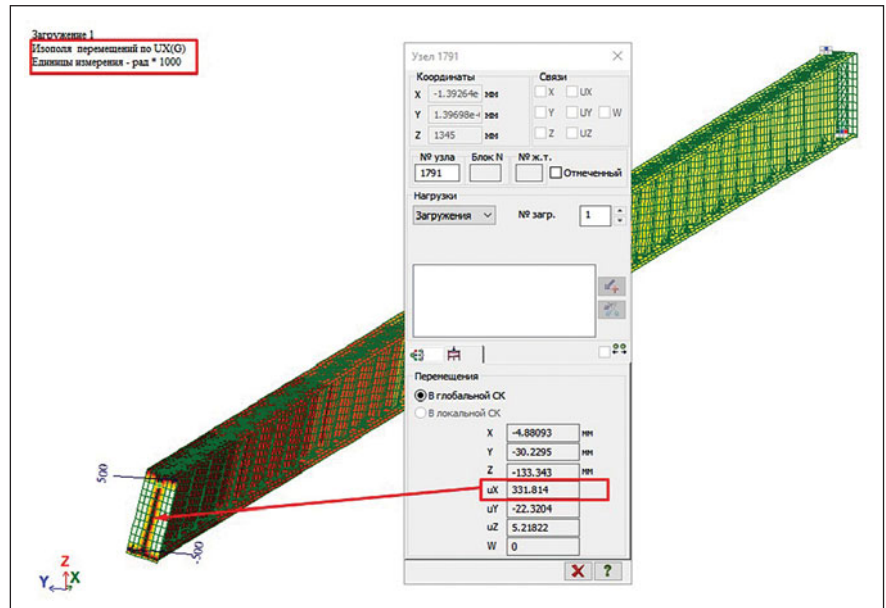 Загружение 1
Изополя перемещений по UX(G)
Единицы измерения - рад * 1000
Узел 1791
Координаты
Связи
X -1.39264e мм
X UX
Y 1.39698e-4 мм
Y UY W
Z 1345 мм
Z UZ
№ узла Блок N № ж.т.
1791 Отмеченный
Нагрузки
Загружения № загр. 1
Перемещения
В глобальной СК
В локальной СК
X -4.88093 мм
Y -30.2295 мм
Z -133.343 мм
uX 331.814
uY -22.3204
uZ 5.21822
W 0
?
500
-500
Z
Y X